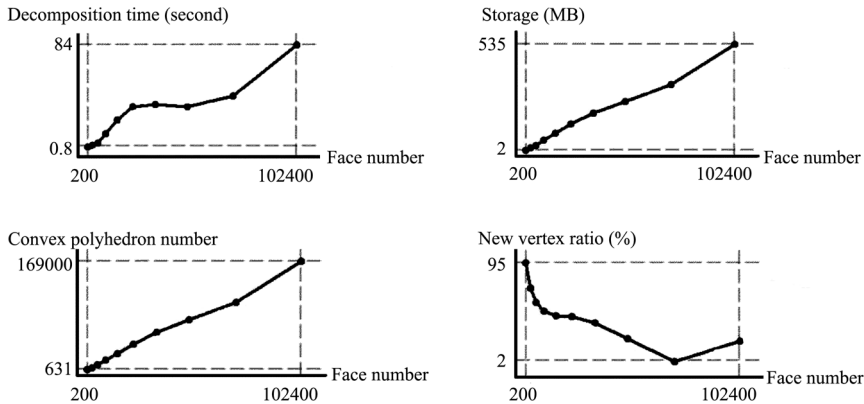 Decomposition time (second)
84
0.8
Face number
200
102400
Storage (MB)
535
2
Face number
200
102400
Convex polyhedron number
169000
631
Face number
200
102400
New vertex ratio (%)
95
2
Face number
200
102400